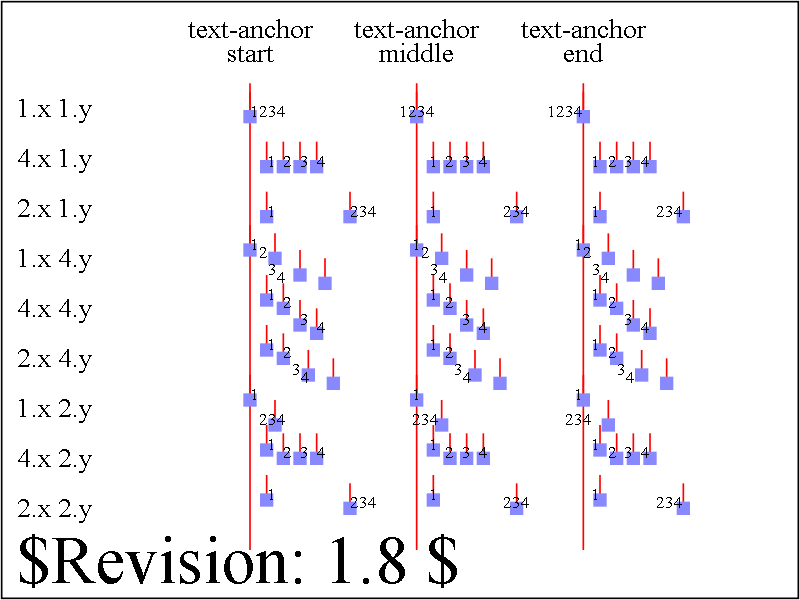 text-anchor text-anchor text-anchor
start middle end
1.x 1.y 1234 1234 1234
4.x 1.y 1 2 3 4 1 2 3 4 1 2 3 4
2.x 1.y 1 234 1 234 1 234
1.x 4.y 1 2 3 4 1 2 3 4 1 2 3 4
4.x 4.y 1 2 3 4 1 2 3 4 1 2 3 4
2.x 4.y 1 2 3 4 1 2 3 4 1 2 3 4
1.x 2.y 1 234 1 234 1 234
4.x 2.y 1 2 3 4 1 2 3 4 1 2 3 4
2.x 2.y 1 234 1 234 1 234
$Revision: 1.8 $